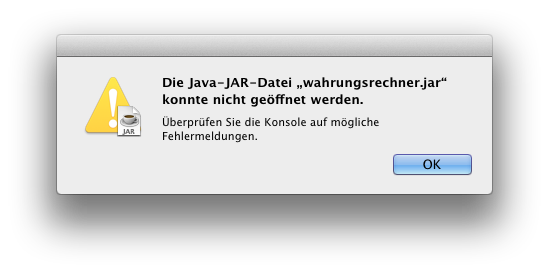 Die Java-JAR-Datei „wahrungsrechner.jar“
konnte nicht geöffnet werden.
Überprüfen Sie die Konsole auf mögliche
Fehlermeldungen.
JAR
OK